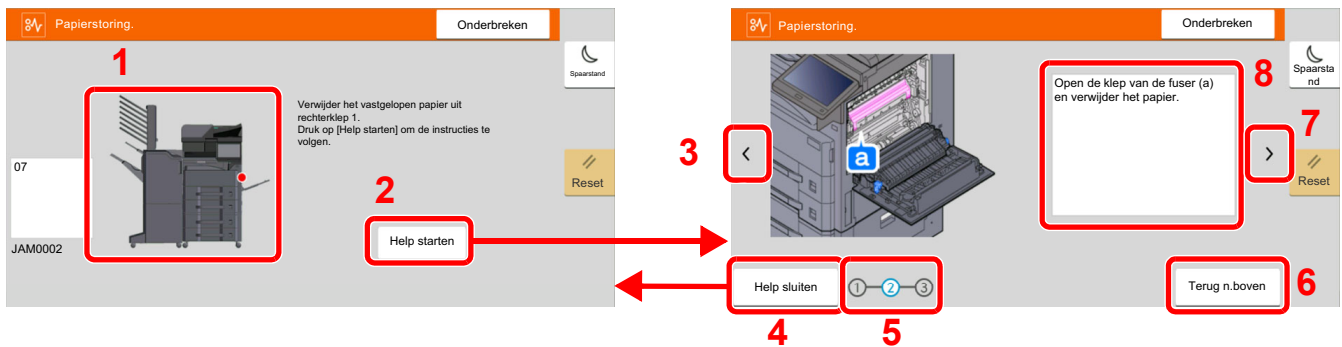 Papierstoring.
Onderbreken
1
Spaarstand
Verwijder het vastgelopen papier uit
rechterklep 1.
Druk op [Help starten] om de instructies te
volgen.
07
Reset
2
JAM0002
Help starten
Papierstoring.
Onderbreken
8
Spaarsta
nd
Open de klep van de fuser (a)
en verwijder het papier.
7
3
<
a
>
Reset
Help sluiten
1
2
3
Terug n.boven
6
4
5